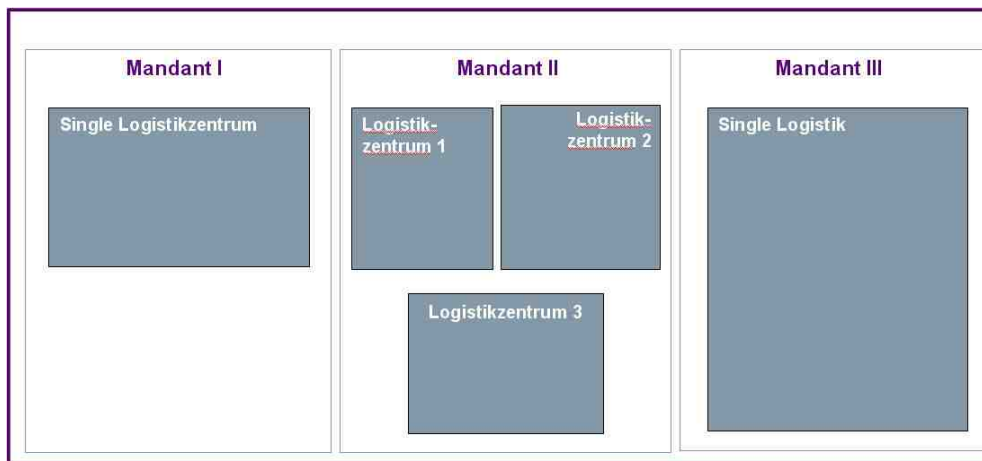 Mandant I
Single Logistikzentrum
Mandant II
Logistik-
zentrum 1
Logistik-
zentrum 2
Logistikzentrum 3
Mandant III
Single Logistik